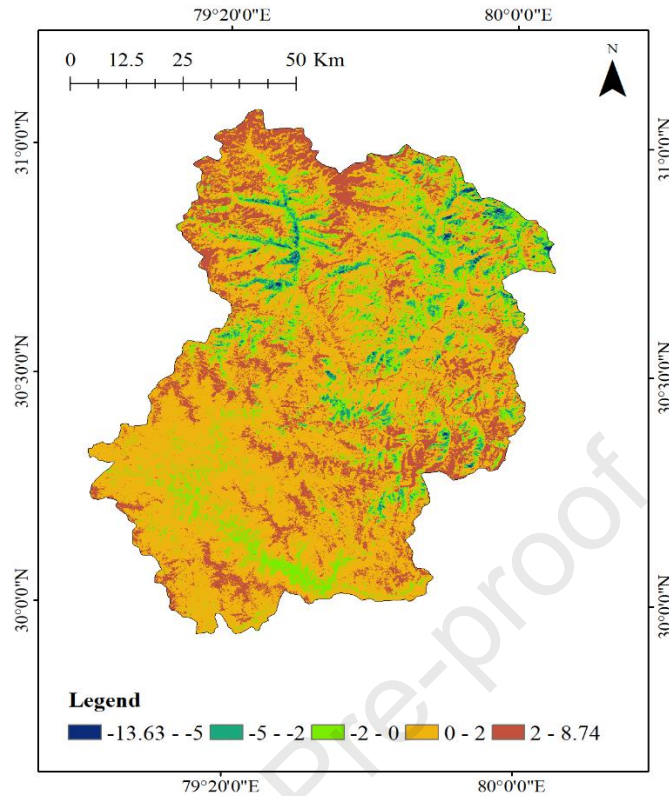 79°20'0"E 80°0'0"E
0 12.5 25 50 Km
N
31°0'0"N 31°0'0"N
30°30'0"N 30°30'0"N
30°0'0"N 30°0'0"N
Pre-proof
Legend
-13.63 - -5 -5 - -2 -2 - 0 0 - 2 2 - 8.74
79°20'0"E 80°0'0"E